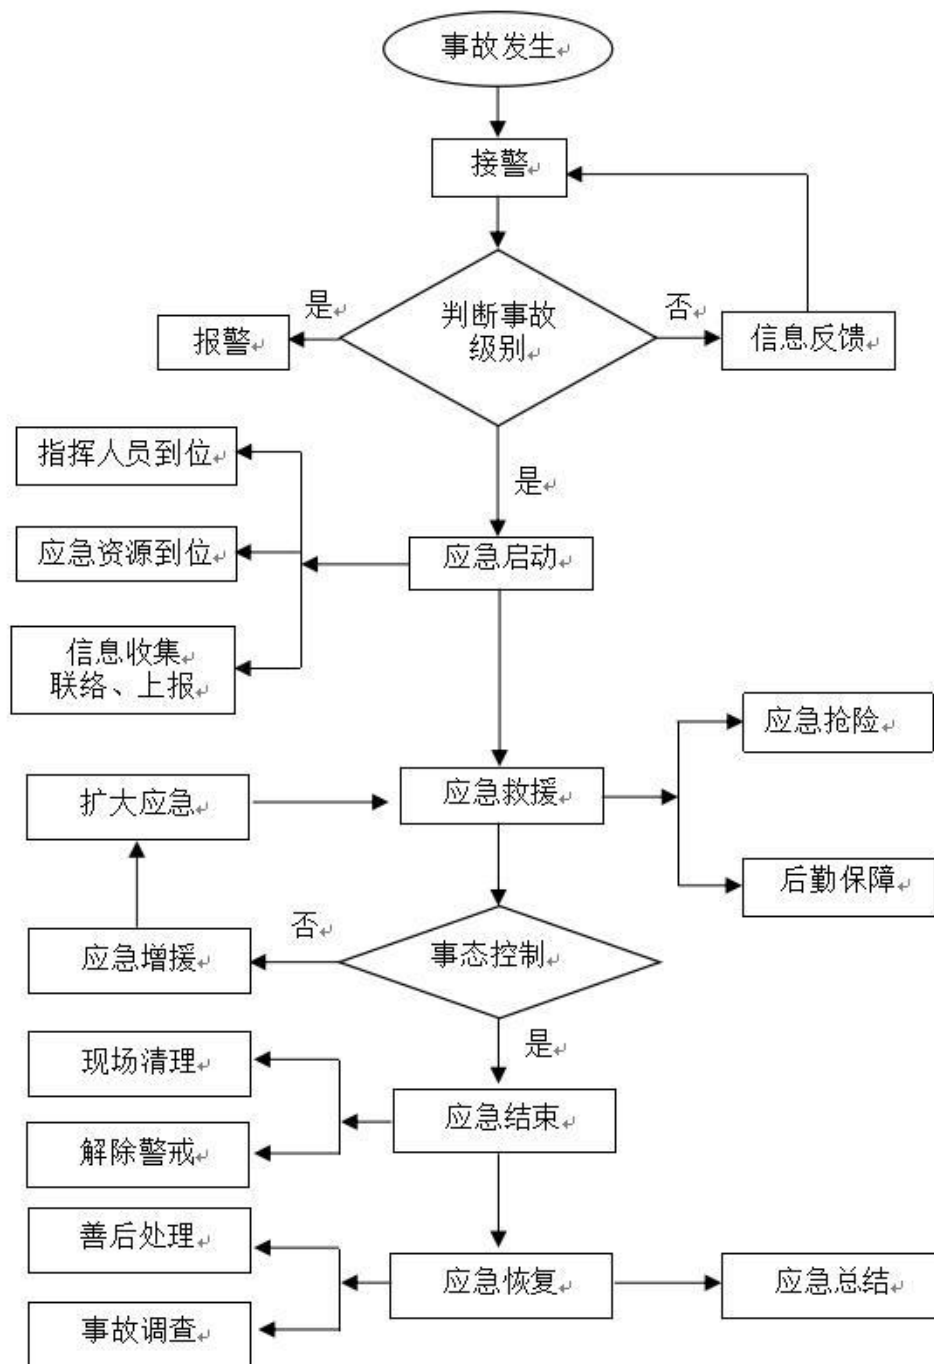 事故发生
接警
是
判断事故
级别
否
报警
信息反馈
指挥人员到位
是
应急资源到位
应急启动
信息收集
联络、上报
应急抢险
扩大应急
应急救援
后勤保障
否
应急增援
事态控制
是
现场清理
应急结束
解除警戒
善后处理
应急恢复
应急总结
事故调查